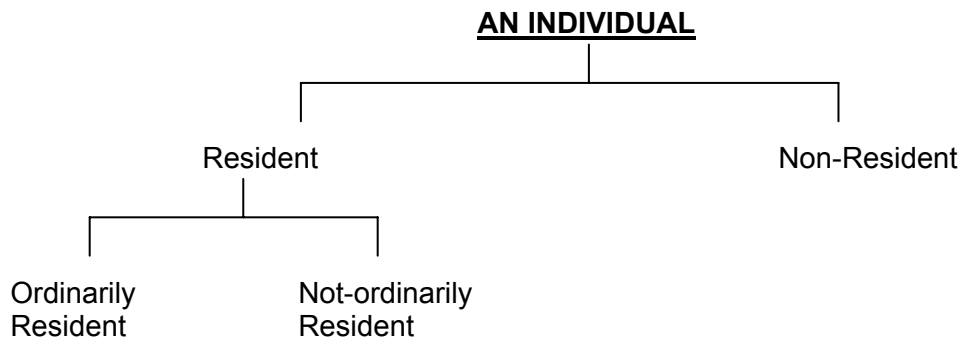 AN INDIVIDUAL
Resident
Non-Resident
Ordinarily
Resident
Not-ordinarily
Resident